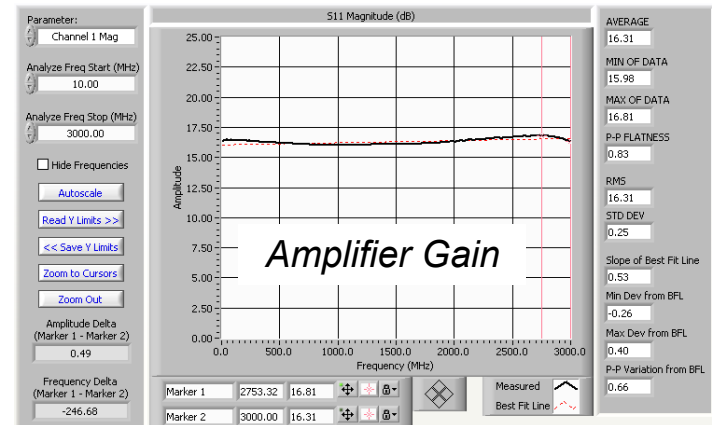 Parameter:
Channel 1 Mag
Analyze Freq Start (MHz)
10.00
Analyze Freq Stop (MHz)
3000.00
Hide Frequencies
Autoscale
Read Y Limits >>
<< Save Y Limits
Zoom to Cursors
Zoom Out
Amplitude Delta
(Marker 1 - Marker 2)
0.49
Frequency Delta
(Marker 1 - Marker 2)
-246.68
S11 Magnitude (dB)
25.00
22.50
20.00
17.50
15.00
12.50
10.00
7.50
5.00
2.50
0.00
Amplitude
Amplifier Gain
0.0 500.0 1000.0 1500.0 2000.0 2500.0 3000.0
Frequency (MHz)
Marker 1 2753.32 16.81
Marker 2 3000.00 16.31
Measured
Best Fit Line
AVERAGE
16.31
MIN OF DATA
15.98
MAX OF DATA
16.81
P-P FLATNESS
0.83
RMS
16.31
STD DEV
0.25
Slope of Best Fit Line
0.53
Min Dev from BFL
-0.26
Max Dev from BFL
0.40
P-P Variation from BFL
0.66